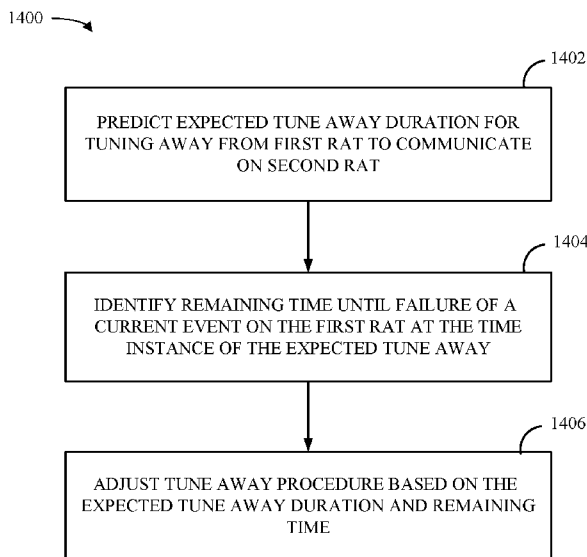 1400
1402
PREDICT EXPECTED TUNE AWAY DURATION FOR
TUNING AWAY FROM FIRST RAT TO COMMUNICATE
ON SECOND RAT
1404
IDENTIFY REMAINING TIME UNTIL FAILURE OF A
CURRENT EVENT ON THE FIRST RAT AT THE TIME
INSTANCE OF THE EXPECTED TUNE AWAY
1406
ADJUST TUNE AWAY PROCEDURE BASED ON THE
EXPECTED TUNE AWAY DURATION AND REMAINING
TIME